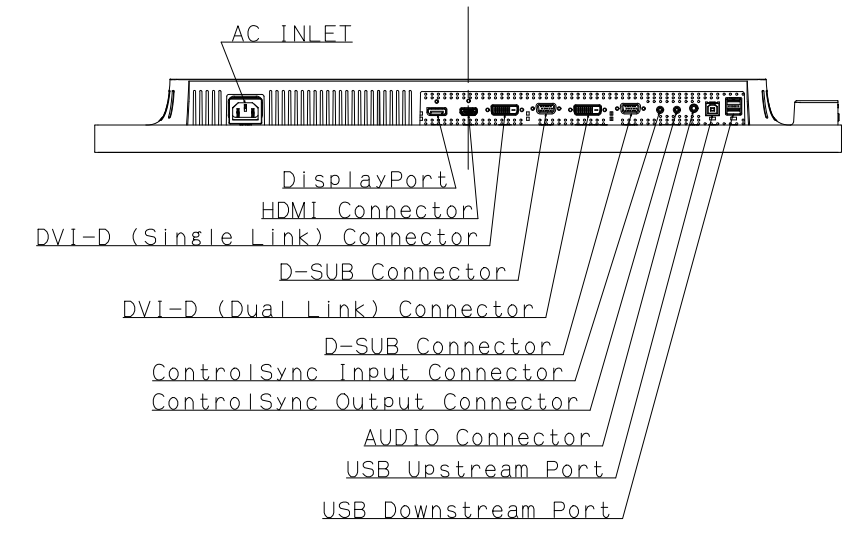 AC INLET
DisplayPort
HDMI Connector
DVI-D (Single Link) Connector
D-SUB Connector
DVI-D (Dual Link) Connector
D-SUB Connector
ControlSync Input Connector
ControlSync Output Connector
AUDIO Connector
USB Upstream Port
USB Downstream Port